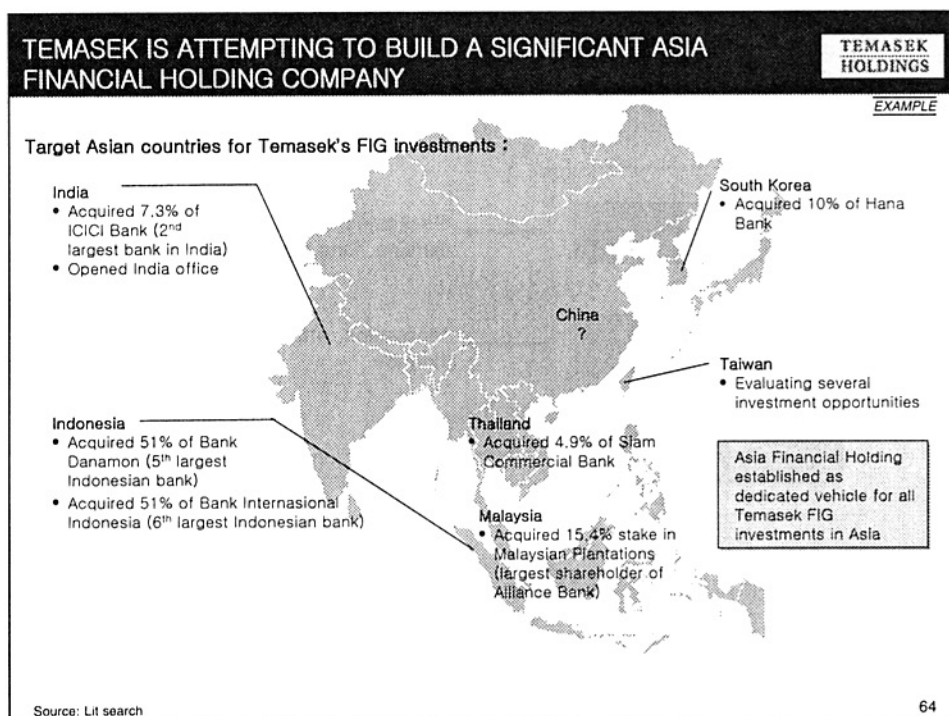 TEMASEK IS ATTEMPTING TO BUILD A SIGNIFICANT ASIA
FINANCIAL HOLDING COMPANY
TEMASEK
HOLDINGS
EXAMPLE
Target Asian countries for Temasek's FIG investments :
India
• Acquired 7.3% of
ICICI Bank (2nd
largest bank in India)
• Opened India office
South Korea
• Acquired 10% of Hana
Bank
China
?
Taiwan
• Evaluating several
investment opportunities
Indonesia
• Acquired 51% of Bank
Danamon (5th largest
Indonesian bank)
• Acquired 51% of Bank Internasional
Indonesia (6th largest Indonesian bank)
Thailand
• Acquired 4.9% of Siam
Commercial Bank
Malaysia
• Acquired 15.4% stake in
Malaysian Plantations
(largest shareholder of
Alliance Bank)
Asia Financial Holding
established as
dedicated vehicle for all
Temasek FIG
investments in Asia
Source: Lit search
64